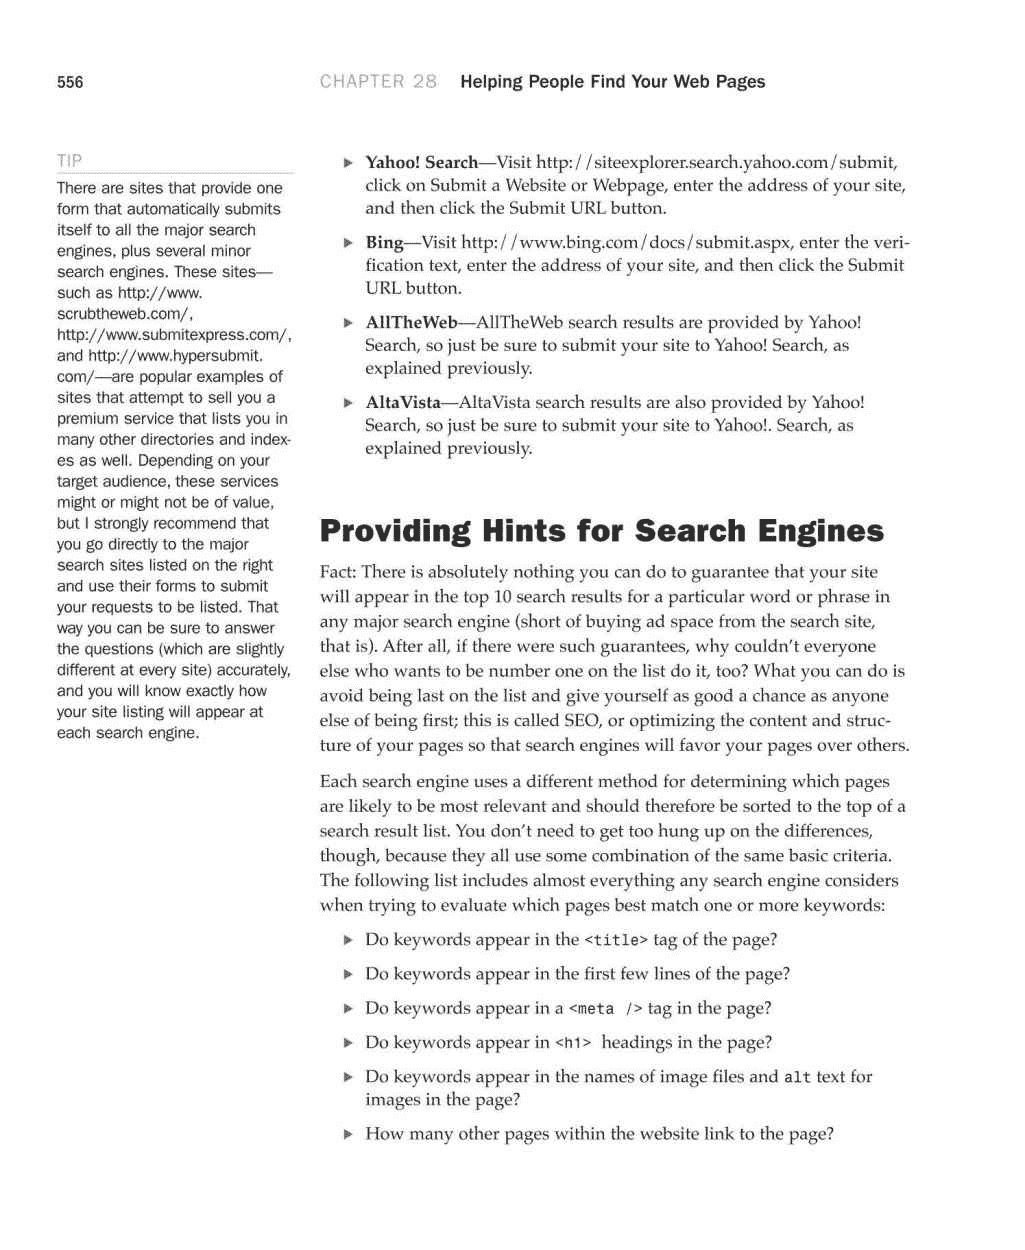 556
CHAPTER 28 Helping People Find Your Web Pages
TIP
There are sites that provide one
form that automatically submits
itself to all the major search
engines, plus several minor
search engines. These sites—
such as http://www.
scrubtheweb.com/,
http://www.submitexpress.com/,
and http://www.hypersubmit.
com/—are popular examples of
sites that attempt to sell you a
premium service that lists you in
many other directories and index-
es as well. Depending on your
target audience, these services
might or might not be of value,
but I strongly recommend that
you go directly to the major
search sites listed on the right
and use their forms to submit
your requests to be listed. That
way you can be sure to answer
the questions (which are slightly
different at every site) accurately,
and you will know exactly how
your site listing will appear at
each search engine.
▶ Yahoo! Search—Visit http://siteexplorer.search.yahoo.com/submit,
click on Submit a Website or Webpage, enter the address of your site,
and then click the Submit URL button.
▶ Bing—Visit http://www.bing.com/docs/submit.aspx, enter the veri-
fication text, enter the address of your site, and then click the Submit
URL button.
▶ AllTheWeb—AllTheWeb search results are provided by Yahoo!
Search, so just be sure to submit your site to Yahoo! Search, as
explained previously.
▶ AltaVista—AltaVista search results are also provided by Yahoo!
Search, so just be sure to submit your site to Yahoo!. Search, as
explained previously.
Providing Hints for Search Engines
Fact: There is absolutely nothing you can do to guarantee that your site
will appear in the top 10 search results for a particular word or phrase in
any major search engine (short of buying ad space from the search site,
that is). After all, if there were such guarantees, why couldn't everyone
else who wants to be number one on the list do it, too? What you can do is
avoid being last on the list and give yourself as good a chance as anyone
else of being first; this is called SEO, or optimizing the content and struc-
ture of your pages so that search engines will favor your pages over others.
Each search engine uses a different method for determining which pages
are likely to be most relevant and should therefore be sorted to the top of a
search result list. You don't need to get too hung up on the differences,
though, because they all use some combination of the same basic criteria.
The following list includes almost everything any search engine considers
when trying to evaluate which pages best match one or more keywords:
▶ Do keywords appear in the <title> tag of the page?
▶ Do keywords appear in the first few lines of the page?
▶ Do keywords appear in a <meta /> tag in the page?
▶ Do keywords appear in <h1> headings in the page?
▶ Do keywords appear in the names of image files and alt text for
images in the page?
▶ How many other pages within the website link to the page?